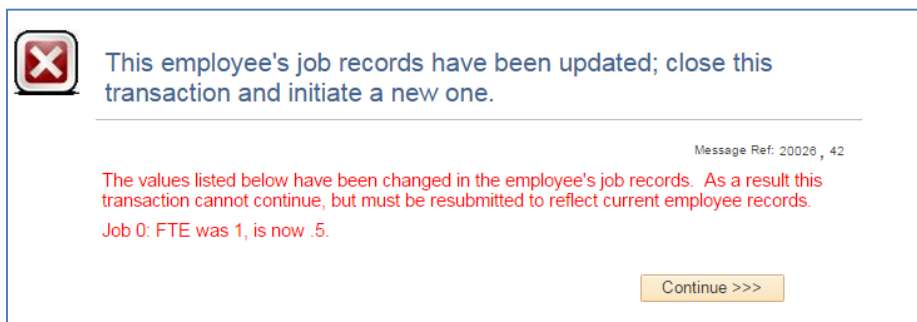 This employee's job records have been updated; close this
transaction and initiate a new one.
Message Ref: 20026 , 42
The values listed below have been changed in the employee's job records.  As a result this
transaction cannot continue, but must be resubmitted to reflect current employee records.
Job 0: FTE was 1, is now .5.
Continue >>>